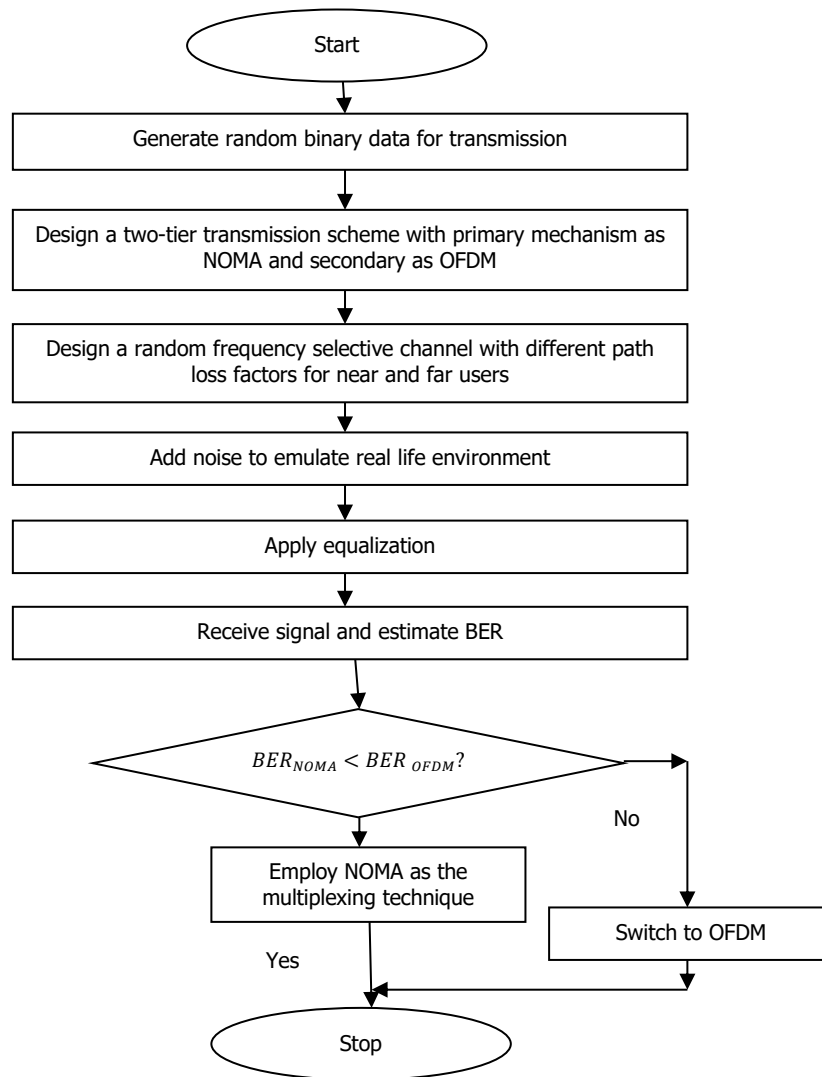 Start
Generate random binary data for transmission
Design a two-tier transmission scheme with primary mechanism as
NOMA and secondary as OFDM
Design a random frequency selective channel with different path
loss factors for near and far users
Add noise to emulate real life environment
Apply equalization
Receive signal and estimate BER
BER_NOMA < BER_OFDM?
No
Employ NOMA as the
multiplexing technique
Switch to OFDM
Yes
Stop